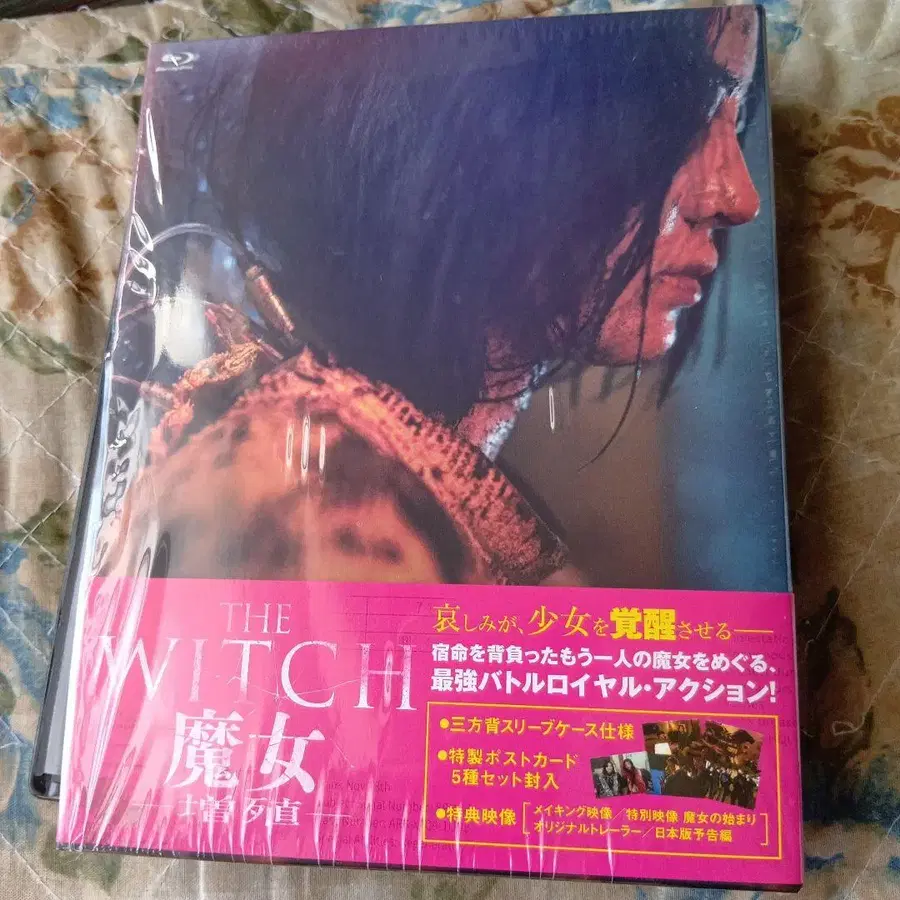 Blu-ray Disc
THE
WITCH
魔女
増殖
哀しみが、少女を覚醒させる――
宿命を背負ったもう一人の魔女をめぐる、
最強バトルロイヤル・アクション!
●三方背スリーブケース仕様
●特製ポストカード
5種セット封入
●特典映像
メイキング映像/特別映像 魔女の始まり
オリジナルトレーラー/日本版予告編